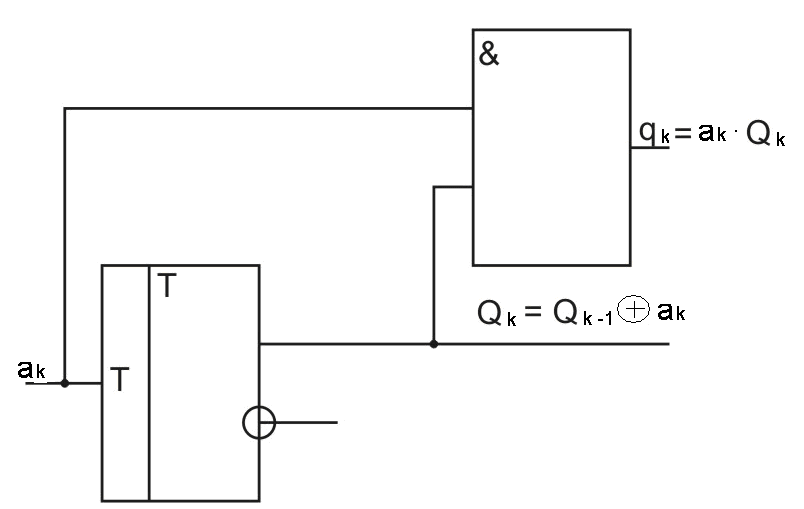 &
qk = ak · Qk
T
Qk = Qk-1 ⊕ ak
ak
T